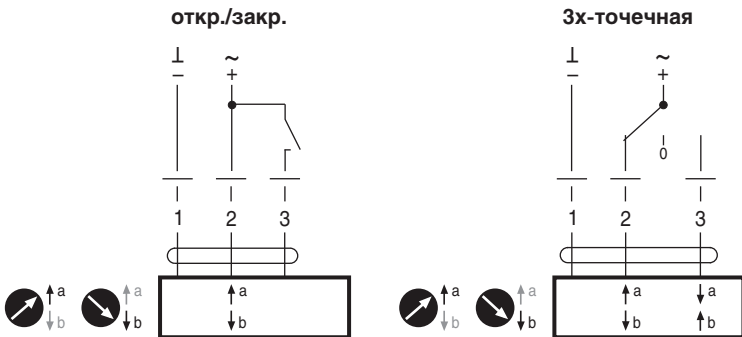 откр./закр.
3х-точечная
⊥ ~
− +
⊥ ~
− +
0
1 2 3
1 2 3
a a a
b b b
a a a a
b b b b